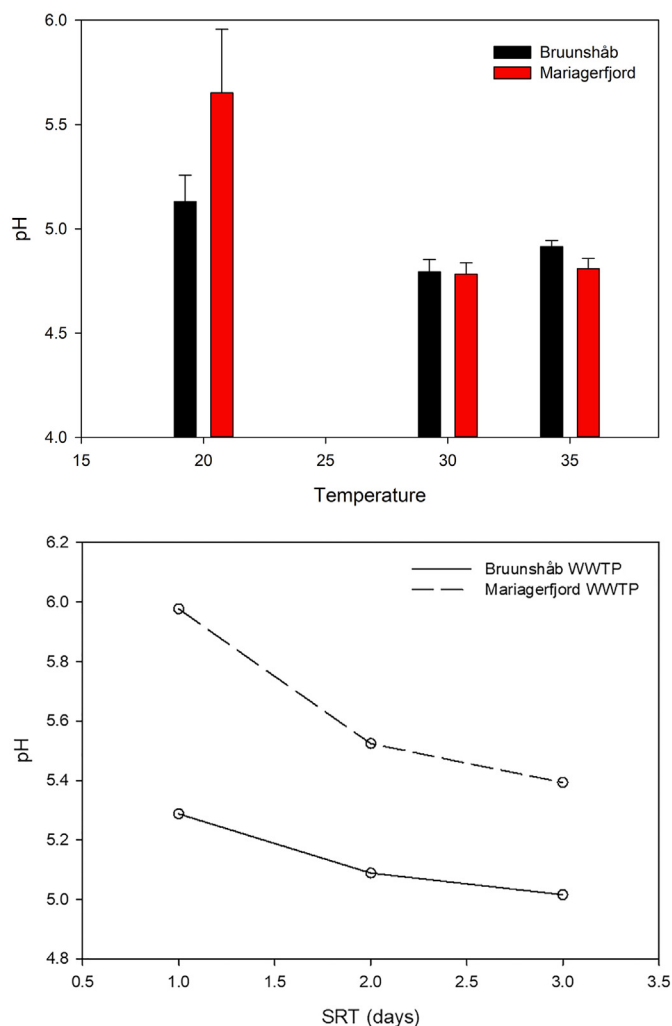 6.0
Bruunshåb
Mariagerfjord
5.5
pH
5.0
4.5
4.0
15 20 25 30 35
Temperature
6.2
Bruunshåb WWTP
Mariagerfjord WWTP
6.0
5.8
5.6
pH
5.4
5.2
5.0
4.8
0.5 1.0 1.5 2.0 2.5 3.0 3.5
SRT (days)